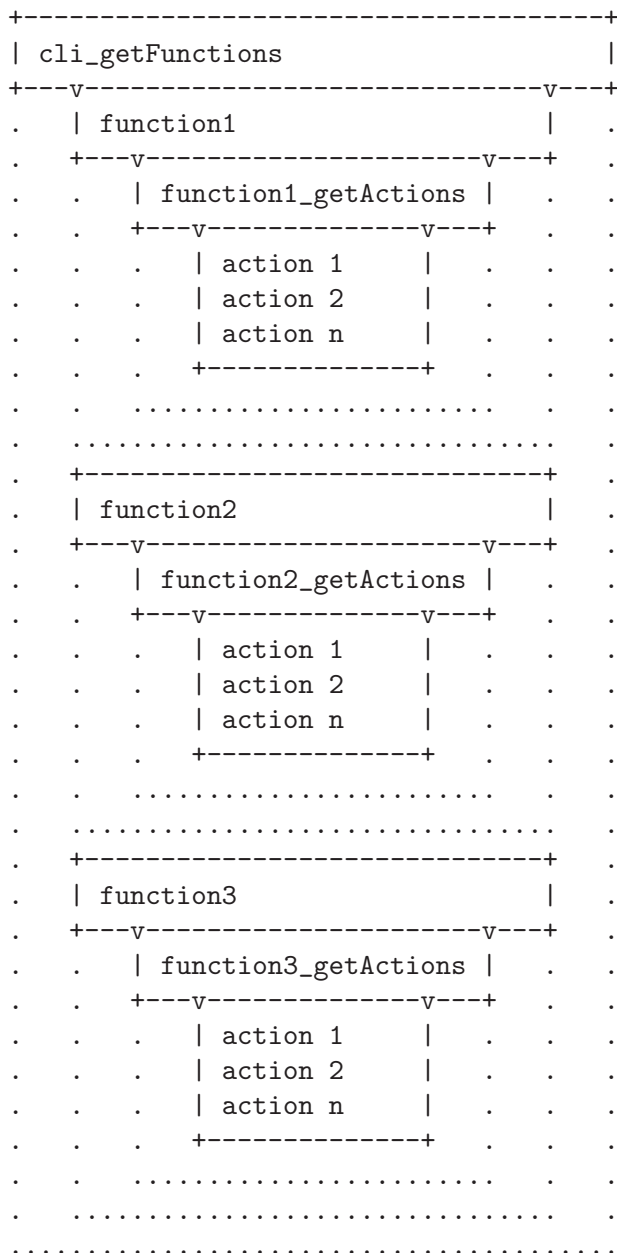 cli_getFunctions
function1
function1_getActions
action 1
action 2
action n
function2
function2_getActions
action 1
action 2
action n
function3
function3_getActions
action 1
action 2
action n